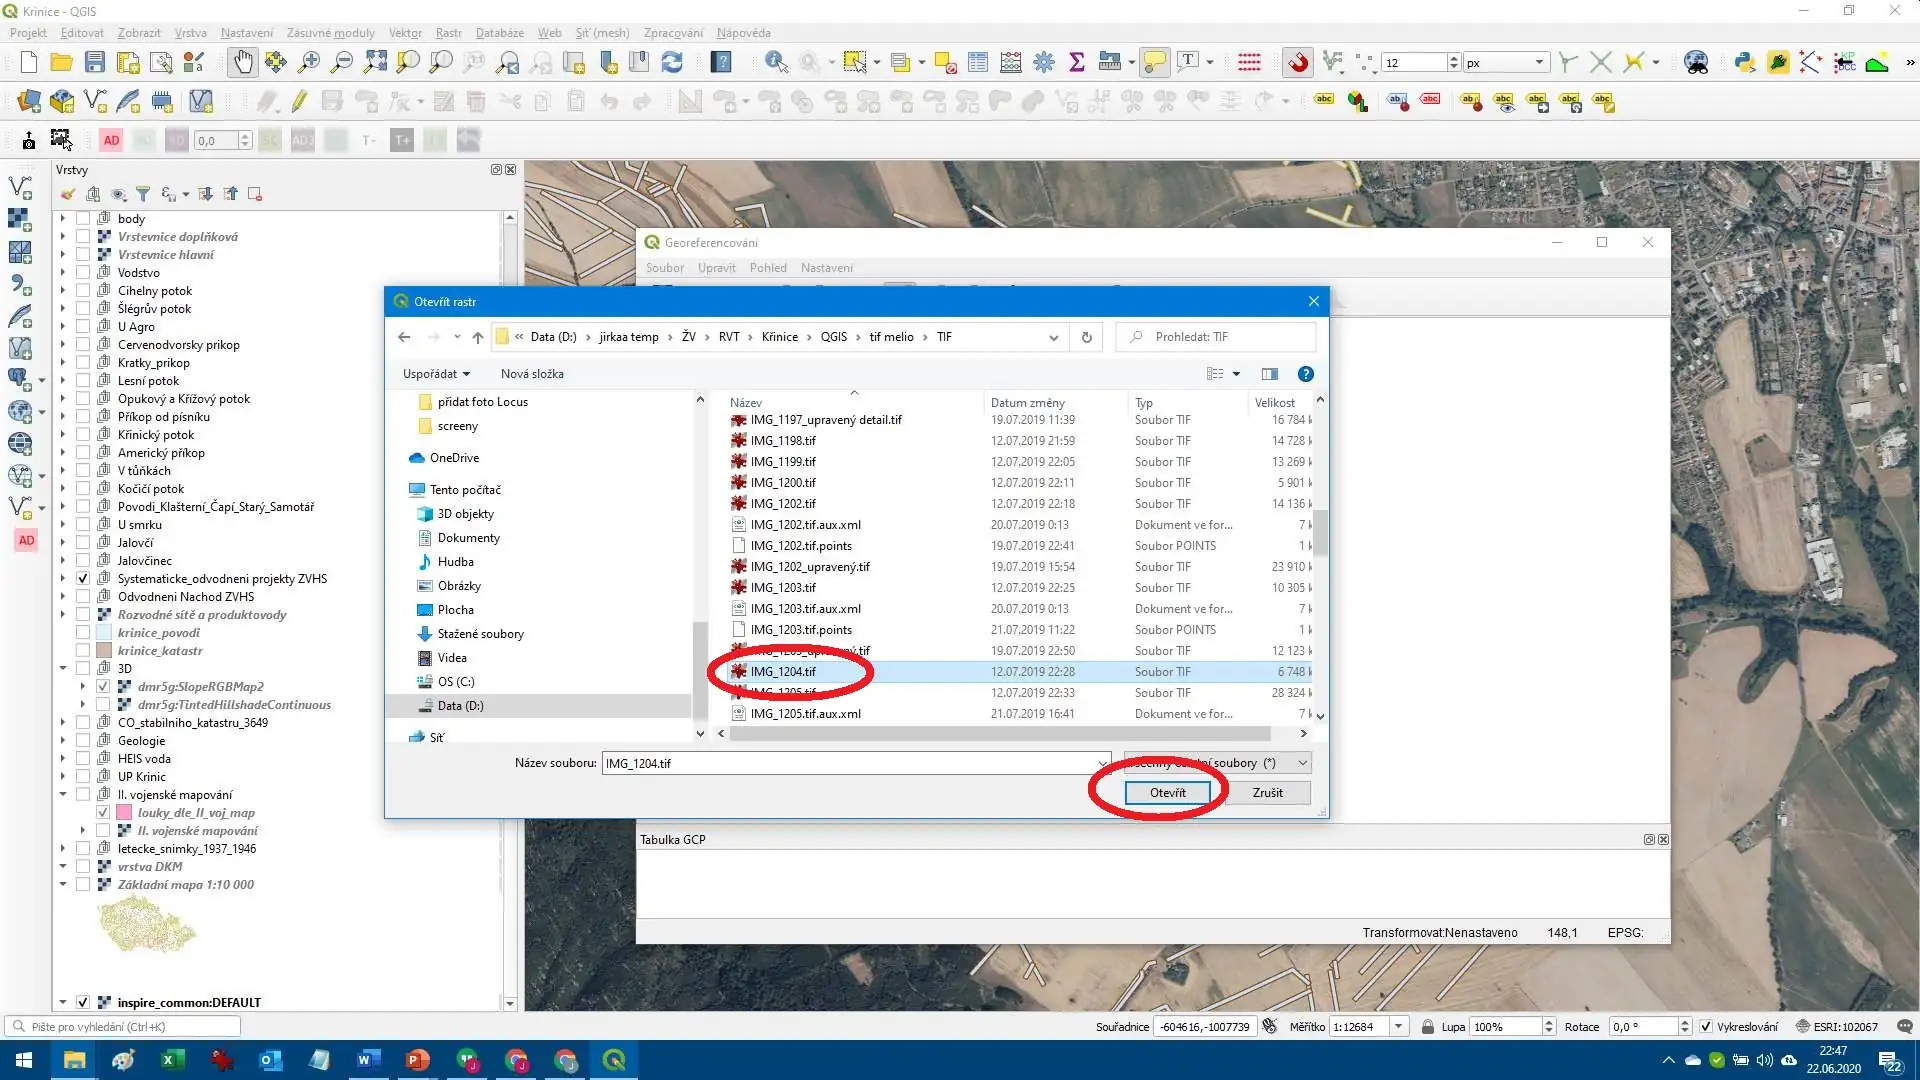 Krinice - QGIS
Projekt Editovat Zobrazit Vrstva Nastavení Zásuvné moduly Vektor Rastr Databáze Web Síť (mesh) Zpracování Nápověda
12 px
abc abc
AD 0,0
Vrstvy
body
Vrstevnice doplňková
Vrstevnice hlavní
Vodstvo
Cihelny potok
Šlégrův potok
U Agro
Cervenodvorsky prikop
Kratky_prikop
Lesní potok
Opukový a Křížový potok
Příkop od písníku
Křinický potok
Americký příkop
V tůňkách
Kočičí potok
Povodi_Klašterní_Čapí_Starý_Samotář
U smrku
Jalovčí
Jalovčinec
AD
Systematicke_odvodneni projekty ZVHS
Odvodneni Nachod ZVHS
Rozvodné sítě a produktovody
krinice_povodi
krinice_katastr
3D
dmr5g:SlopeRGBMap2
dmr5g:TintedHillshadeContinuous
CO_stabilniho_katastru_3649
Geologie
HEIS voda
UP Krinic
II. vojenské mapování
louky_dle_II_voj_map
II. vojenské mapování
letecke_snimky_1937_1946
vrstva DKM
Základní mapa 1:10 000
inspire_common:DEFAULT
Georeferencování
Soubor Upravit Pohled Nastavení
Otevřít rastr
« Data (D:) › jirkaa temp › ŽV › RVT › Křinice › QGIS › tif melio › TIF
Prohledat: TIF
Uspořádat Nová složka
přidat foto Locus
screeny
OneDrive
Tento počítač
3D objekty
Dokumenty
Hudba
Obrázky
Plocha
Stažené soubory
Videa
OS (C:)
Data (D:)
Síť
Název Datum změny Typ Velikost
IMG_1197_upravený detail.tif 19.07.2019 11:39 Soubor TIF 16 784 k
IMG_1198.tif 12.07.2019 21:59 Soubor TIF 14 728 k
IMG_1199.tif 12.07.2019 22:05 Soubor TIF 13 269 k
IMG_1200.tif 12.07.2019 22:11 Soubor TIF 5 901 k
IMG_1202.tif 12.07.2019 22:18 Soubor TIF 14 136 k
IMG_1202.tif.aux.xml 20.07.2019 0:13 Dokument ve for... 7 k
IMG_1202.tif.points 19.07.2019 22:41 Soubor POINTS 1 k
IMG_1202_upravený.tif 19.07.2019 15:54 Soubor TIF 23 910 k
IMG_1203.tif 12.07.2019 22:25 Soubor TIF 10 305 k
IMG_1203.tif.aux.xml 20.07.2019 0:13 Dokument ve for... 7 k
IMG_1203.tif.points 21.07.2019 11:22 Soubor POINTS 1 k
IMG_1203_upravený.tif 19.07.2019 22:50 Soubor TIF 12 123 k
IMG_1204.tif 12.07.2019 22:28 Soubor TIF 6 748 k
IMG_1205.tif 12.07.2019 22:33 Soubor TIF 28 324 k
IMG_1205.tif.aux.xml 21.07.2019 16:41 Dokument ve for... 7 k
Název souboru: IMG_1204.tif
soubory (*)
Otevřít Zrušit
Tabulka GCP
Transformovat:Nenastaveno 148,1 EPSG:
Pište pro vyhledání (Ctrl+K)
Souřadnice -604616,-1007739 Měřítko 1:12684 Lupa 100% Rotace 0,0 ° Vykreslování ESRI:102067
22:47
22.06.2020
22